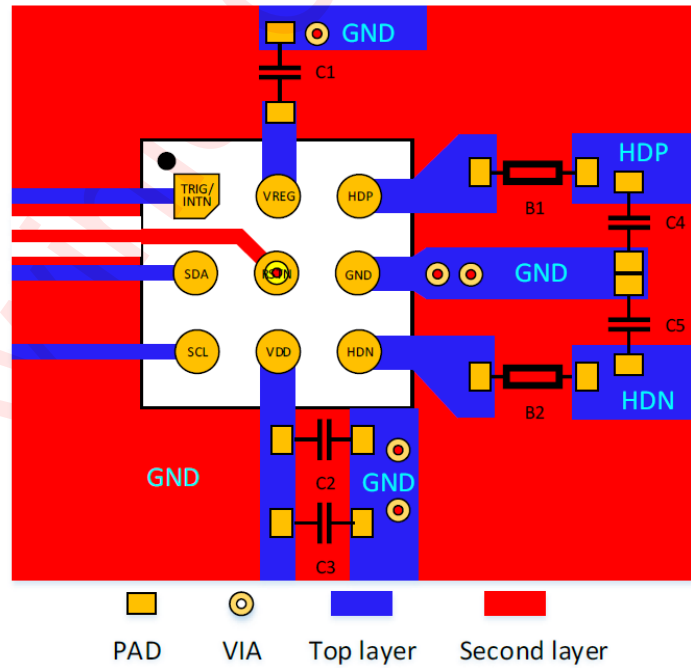 GND
C1
HDP
TRIG/
INTN
VREG
HDP
B1
C4
SDA
GND
GND
C5
SCL
VDD
HDN
B2
HDN
GND
C2
GND
C3
PAD
VIA
Top layer
Second layer